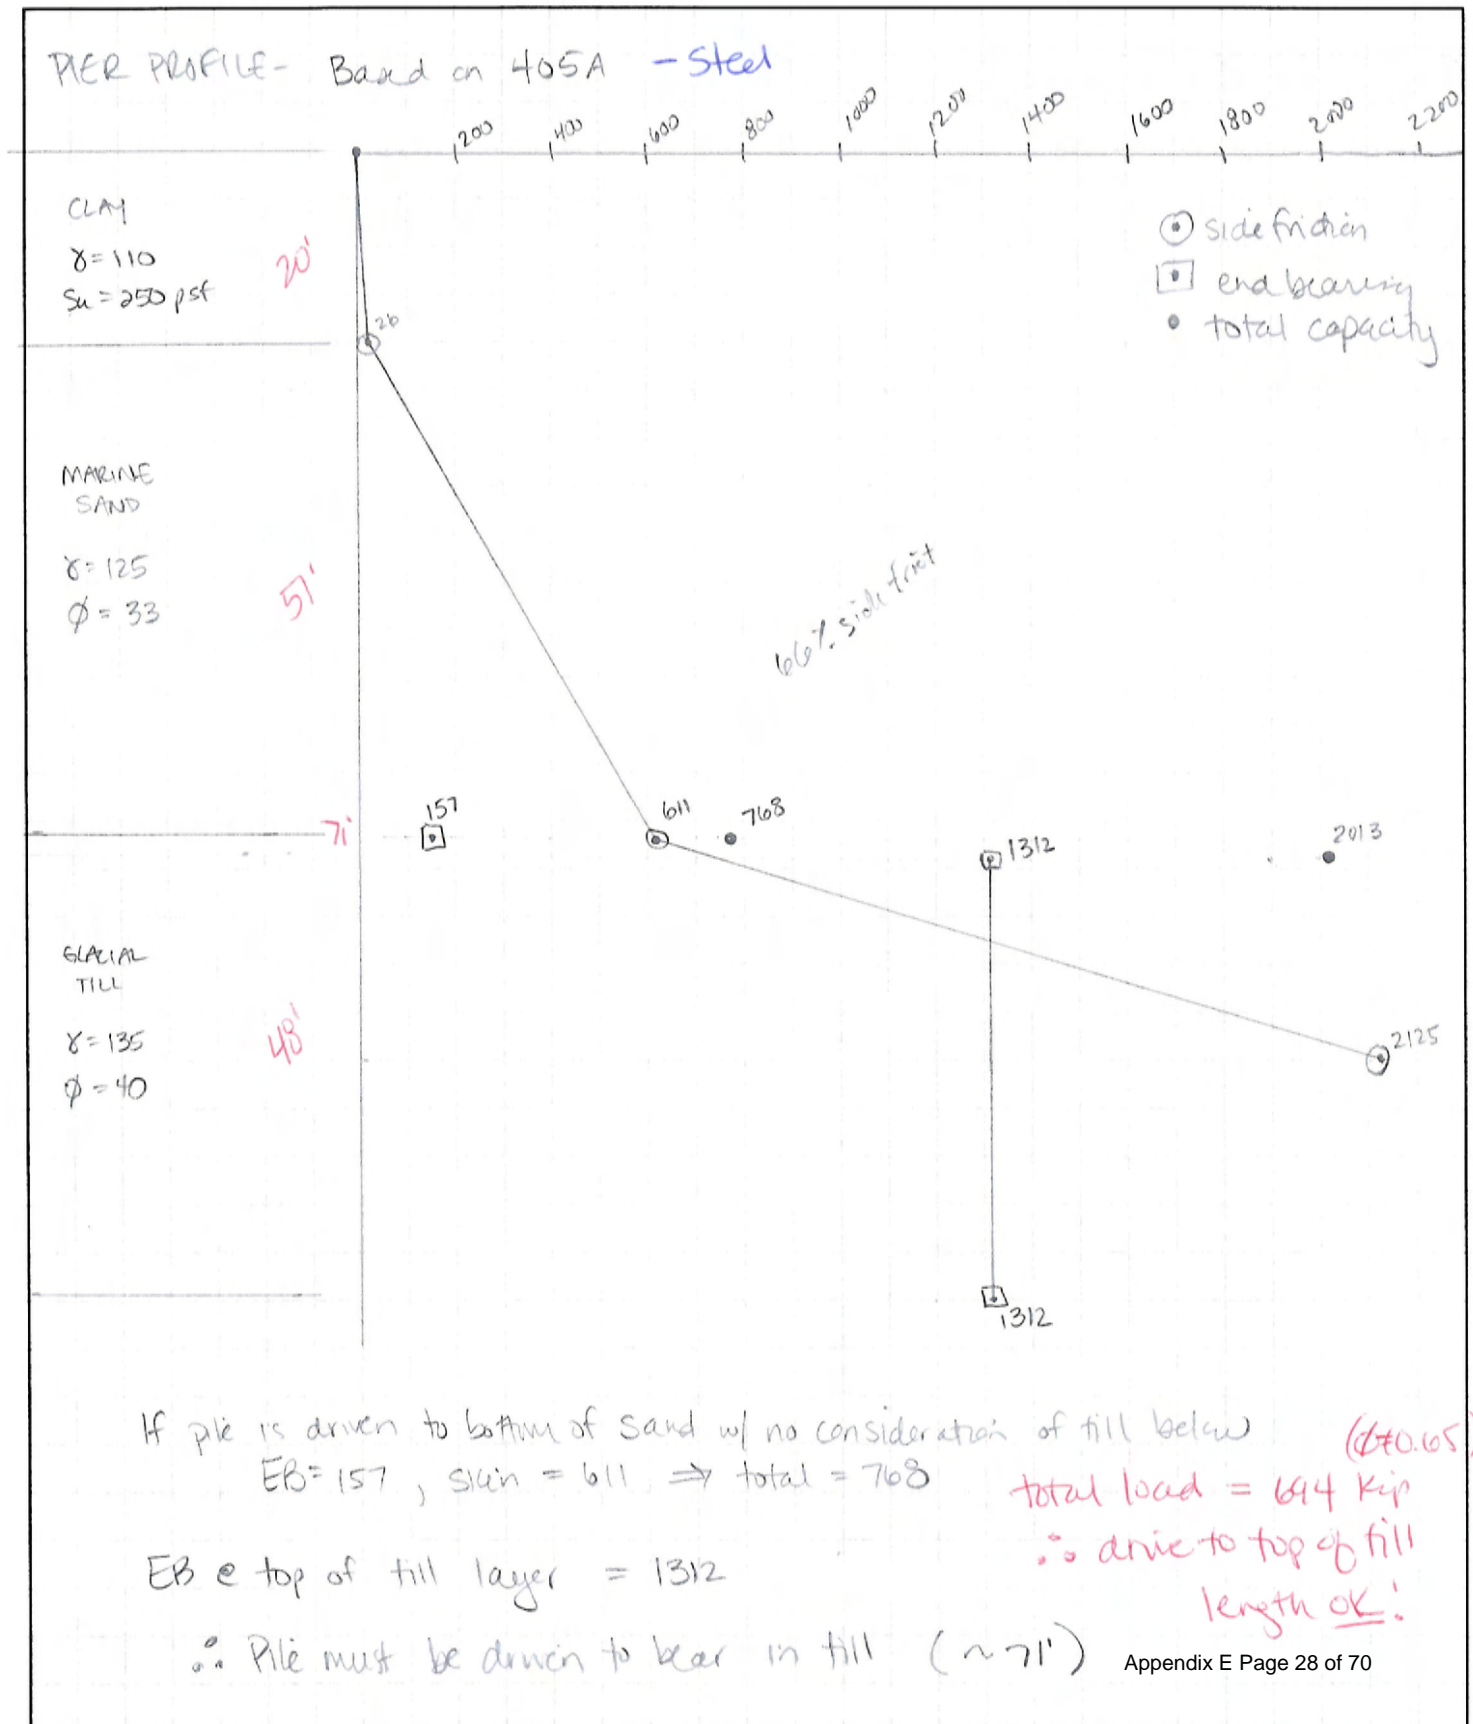 PIER PROFILE - Based on 405A - Steel
200 400 600 800 1000 1200 1400 1600 1800 2000 2200
CLAY
γ=110
Su=250 psf
20'
side friction
end bearing
total capacity
26
MARINE
SAND
γ=125
φ=33
51'
66% side frict
71'
157
611
768
1312
2013
GLACIAL
TILL
γ=135
φ=40
48'
2125
1312
If pile is driven to bottom of sand w/ no consideration of till below
EB=157, skin = 611 ⇒ total = 768
total load = 694 kip
∴ drive to top of till
length OK!
EB @ top of till layer = 1312
∴ Pile must be driven to bear in till (~71')
Appendix E Page 28 of 70